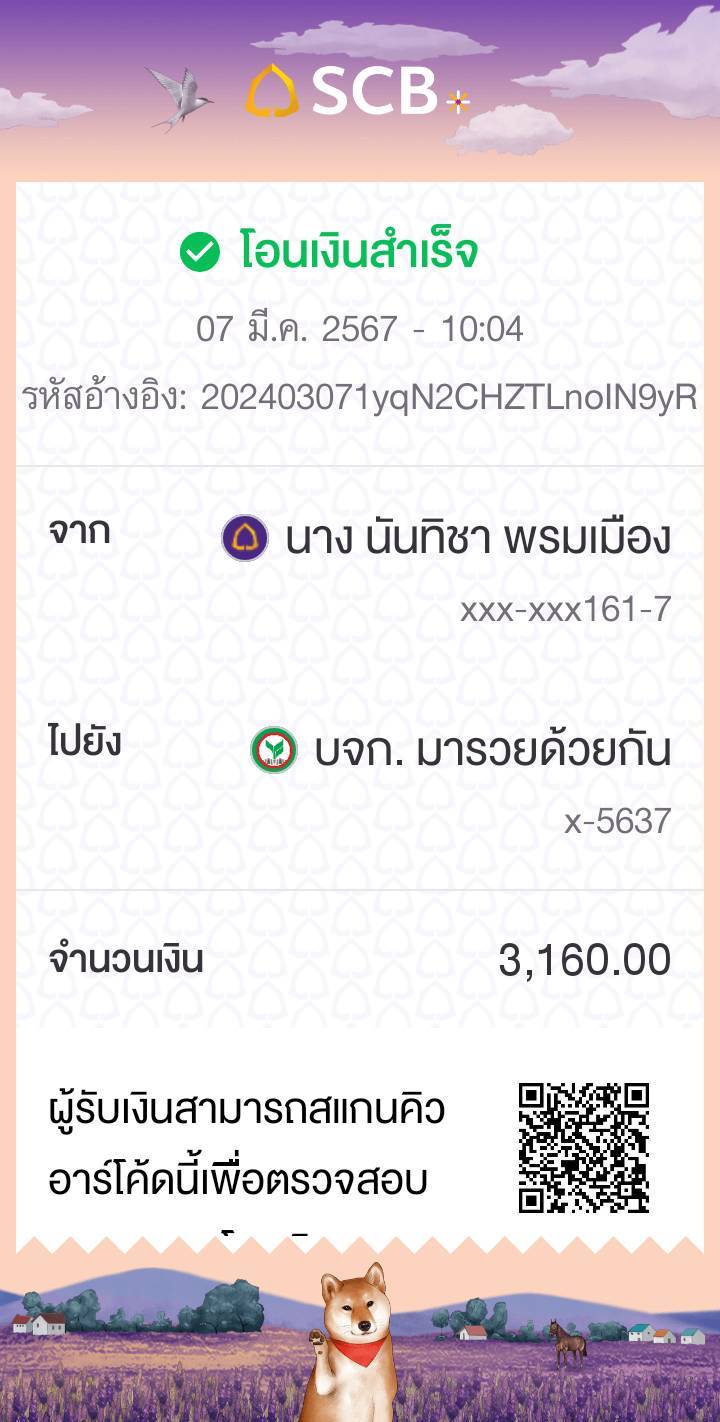 SCB
โอนเงินสำเร็จ
07 มี.ค. 2567 - 10:04
รหัสอ้างอิง: 202403071yqN2CHZTLnoIN9yR
จาก
นาง นันทิชา พรมเมือง
xxx-xxx161-7
ไปยัง
บจก. มารวยด้วยกัน
x-5637
จำนวนเงิน
3,160.00
ผู้รับเงินสามารถสแกนคิว
อาร์โค้ดนี้เพื่อตรวจสอบ